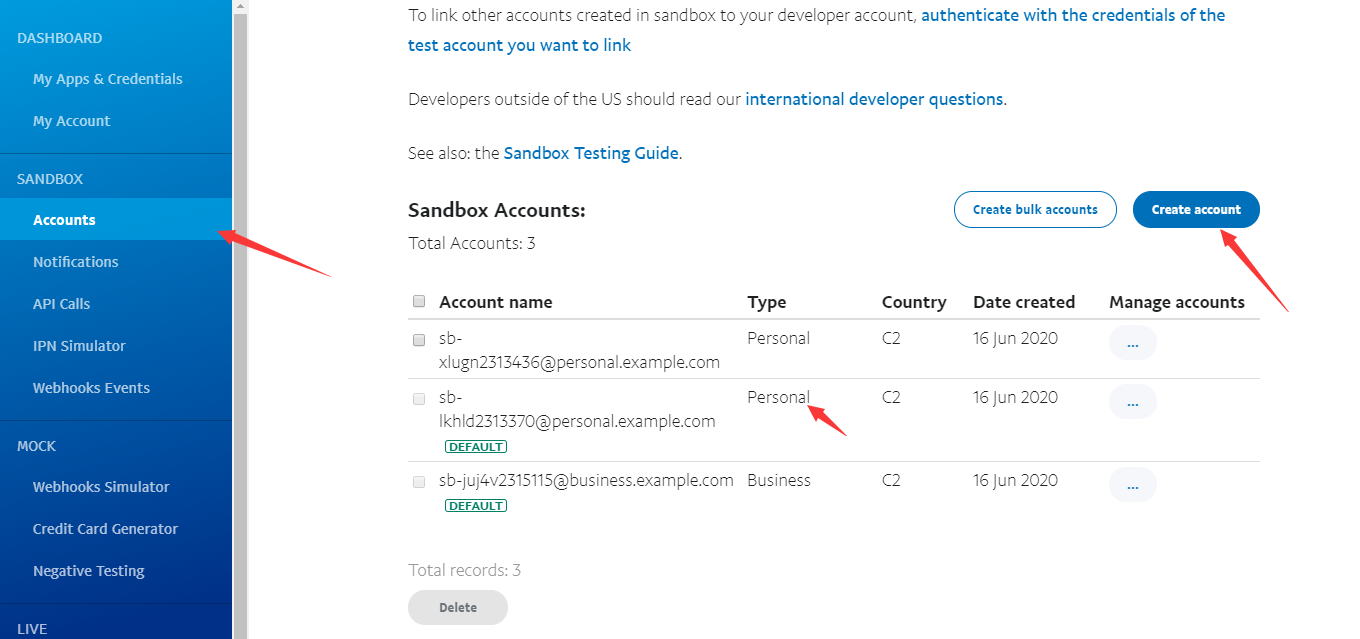 DASHBOARD
My Apps & Credentials
My Account
SANDBOX
Accounts
Notifications
API Calls
IPN Simulator
Webhooks Events
MOCK
Webhooks Simulator
Credit Card Generator
Negative Testing
LIVE
To link other accounts created in sandbox to your developer account, authenticate with the credentials of the
test account you want to link
Developers outside of the US should read our international developer questions.
See also: the Sandbox Testing Guide.
Sandbox Accounts:
Total Accounts: 3
Create bulk accounts
Create account
Account name Type Country Date created Manage accounts
sb- Personal C2 16 Jun 2020 ...
xlugn2313436@personal.example.com
sb- Personal C2 16 Jun 2020 ...
lkhld2313370@personal.example.com
DEFAULT
sb-juj4v2315115@business.example.com Business C2 16 Jun 2020 ...
DEFAULT
Total records: 3
Delete